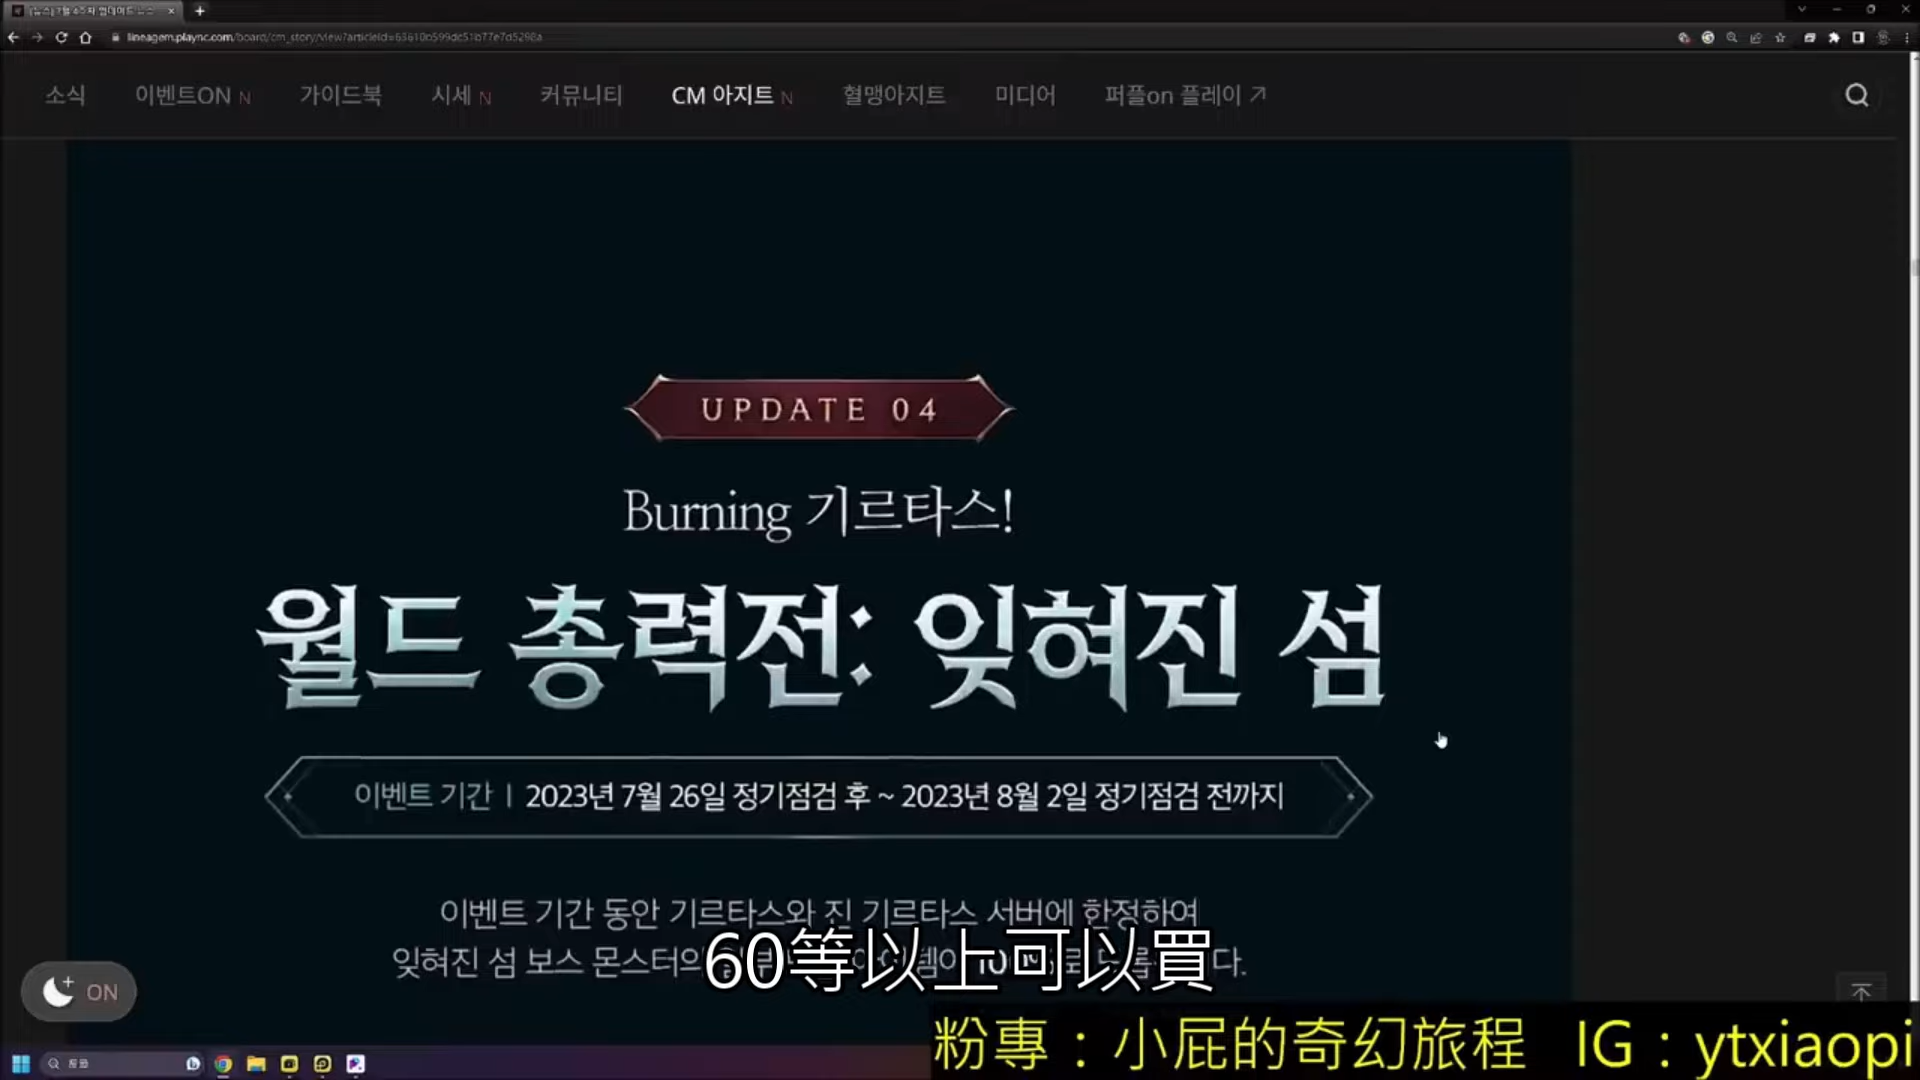 lineagem.plaync.com/board/cm_story/view?articleId=
소식 이벤트ON N 가이드북 시세 N 커뮤니티 CM 아지트 N 혈맹아지트 미디어 퍼플on 플레이
UPDATE 04
Burning 기르타스!
월드 총력전: 잊혀진 섬
이벤트 기간 | 2023년 7월 26일 정기점검 후 ~ 2023년 8월 2일 정기점검 전까지
이벤트 기간 동안 기르타스와 진 기르타스 서버에 한정하여
잊혀진 섬 보스 몬스터의
60等以上可以買
ON
粉專：小屁的奇幻旅程 IG：ytxiaopi